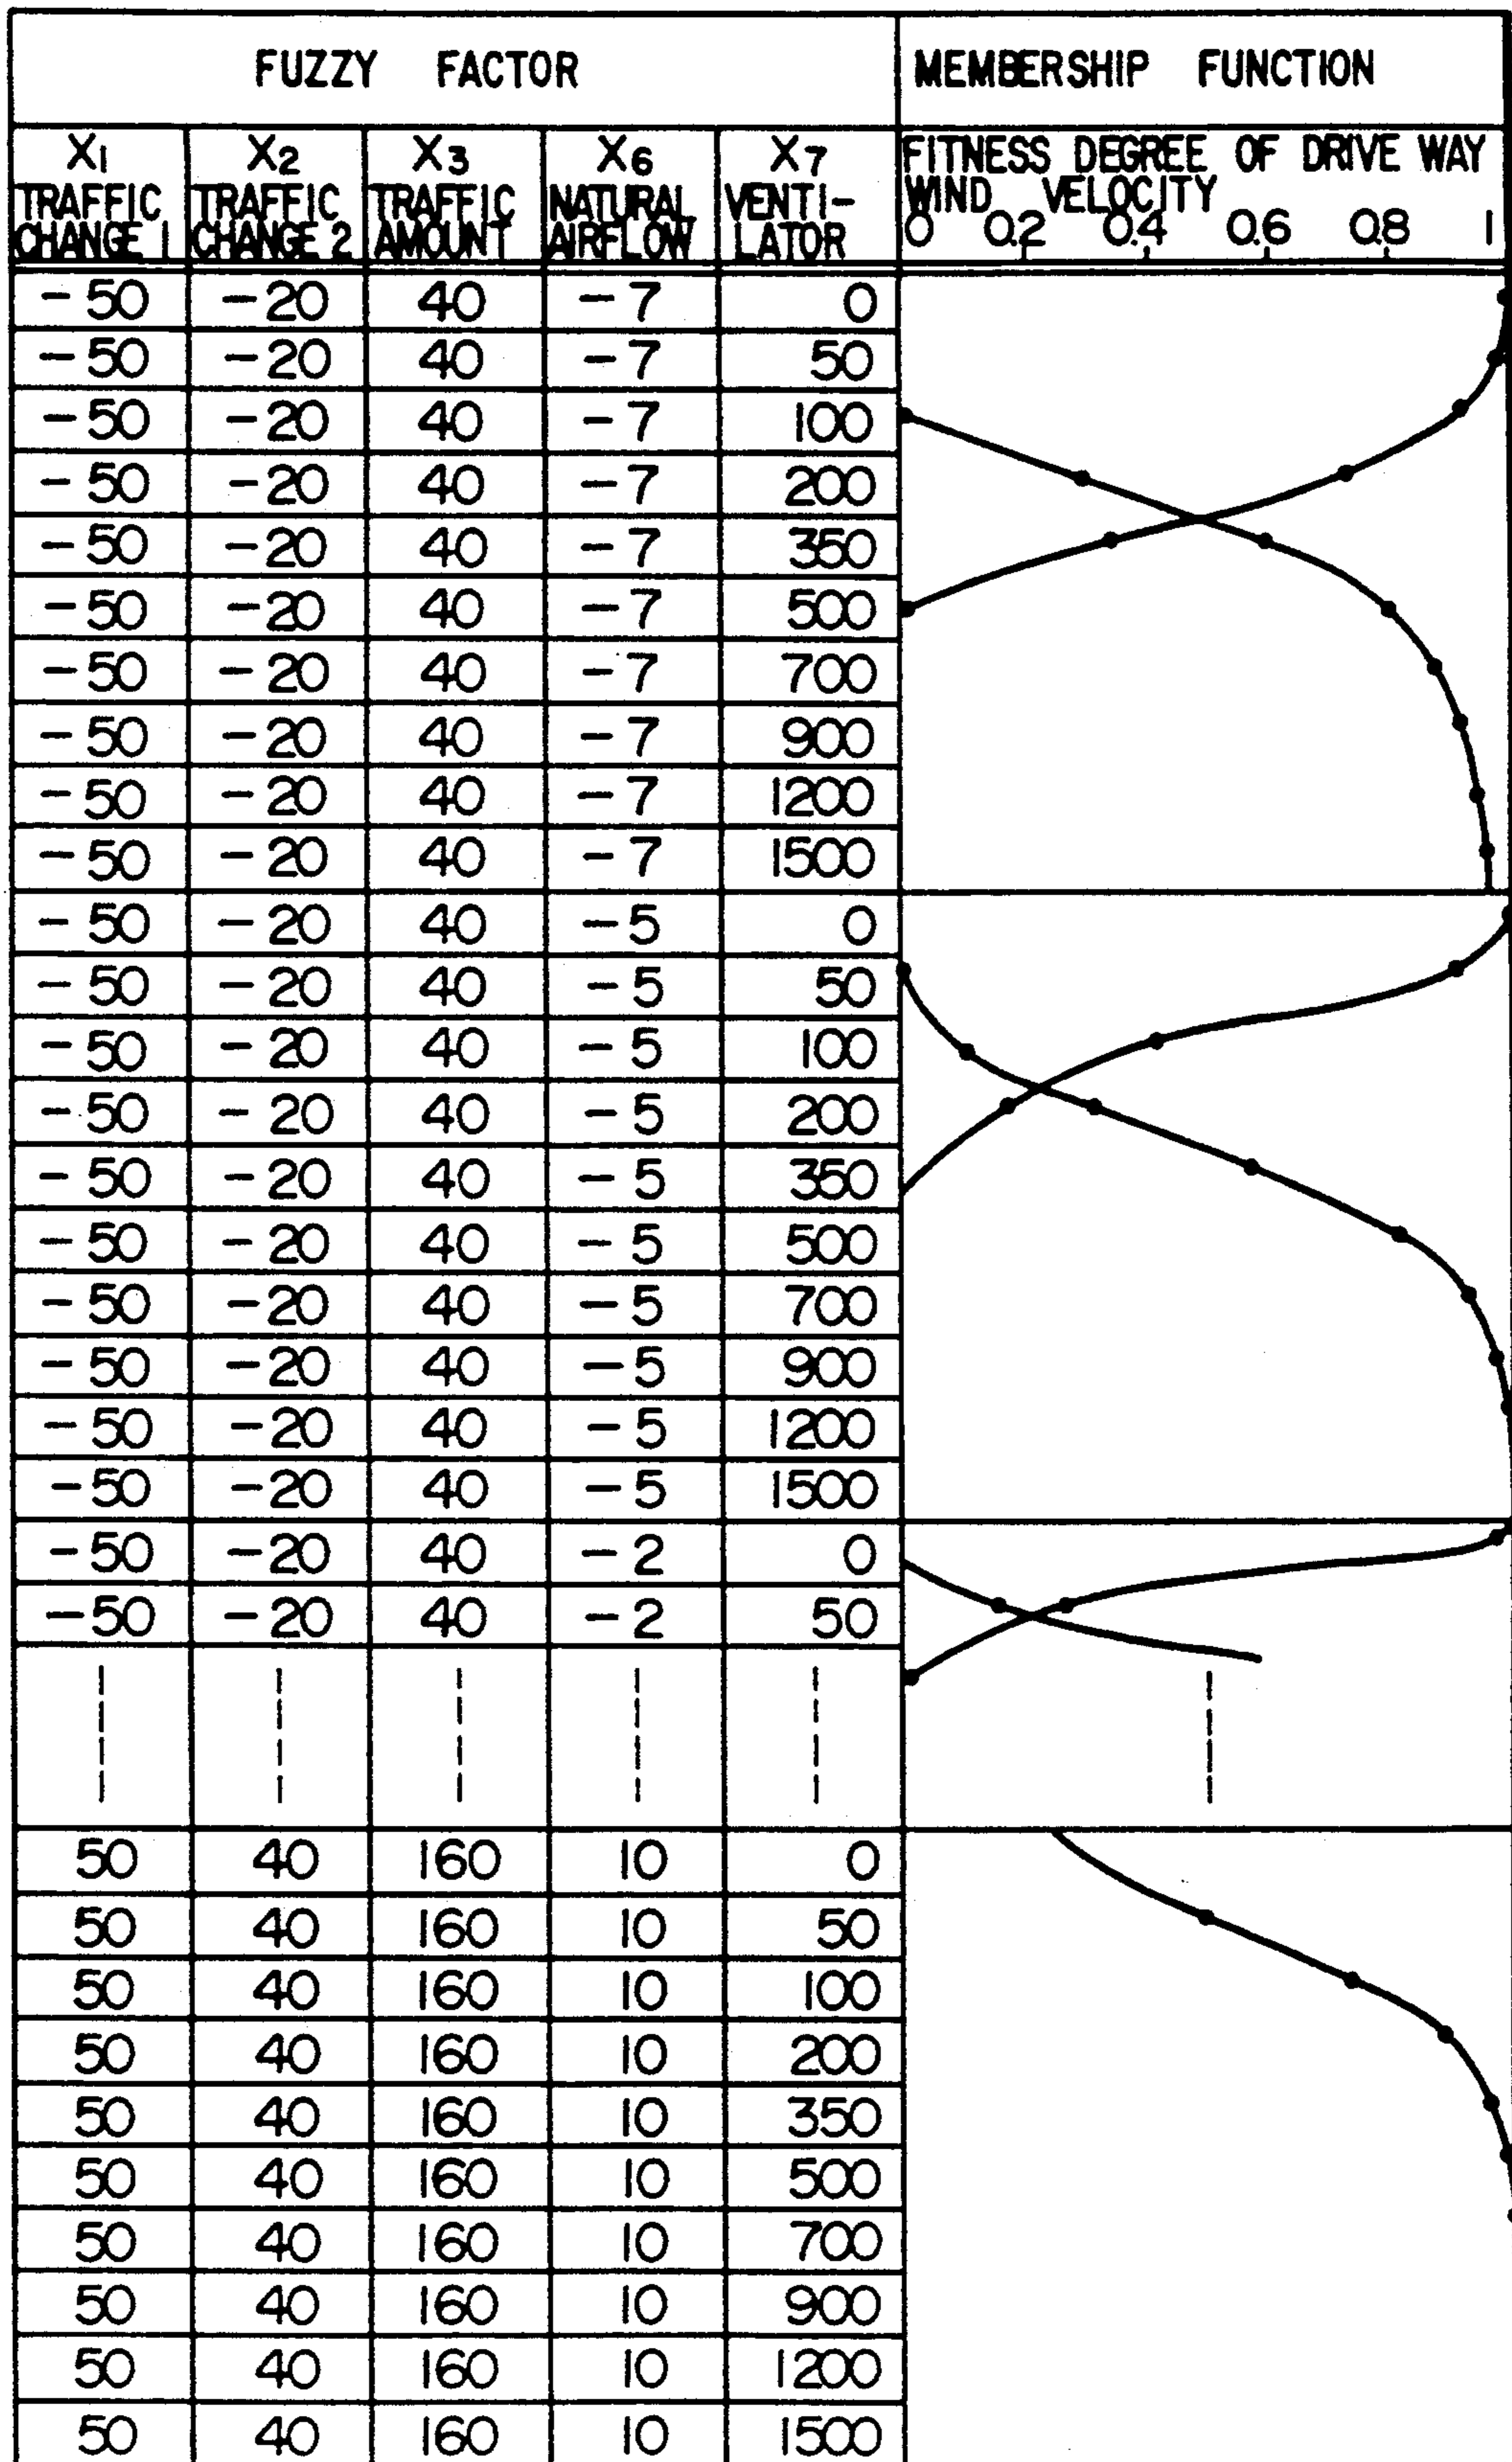 FUZZY FACTOR MEMBERSHIP FUNCTION
X1 X2 X3 X6 X7 FITNESS DEGREE OF DRIVE WAY
TRAFFIC TRAFFIC TRAFFIC NATURAL VENTI- WIND VELOCITY
CHANGE 1 CHANGE 2 AMOUNT AIRFLOW LATOR 0 0.2 0.4 0.6 0.8 1
-50 -20 40 -7 0
-50 -20 40 -7 50
-50 -20 40 -7 100
-50 -20 40 -7 200
-50 -20 40 -7 350
-50 -20 40 -7 500
-50 -20 40 -7 700
-50 -20 40 -7 900
-50 -20 40 -7 1200
-50 -20 40 -7 1500
-50 -20 40 -5 0
-50 -20 40 -5 50
-50 -20 40 -5 100
-50 -20 40 -5 200
-50 -20 40 -5 350
-50 -20 40 -5 500
-50 -20 40 -5 700
-50 -20 40 -5 900
-50 -20 40 -5 1200
-50 -20 40 -5 1500
-50 -20 40 -2 0
-50 -20 40 -2 50
50 40 160 10 0
50 40 160 10 50
50 40 160 10 100
50 40 160 10 200
50 40 160 10 350
50 40 160 10 500
50 40 160 10 700
50 40 160 10 900
50 40 160 10 1200
50 40 160 10 1500